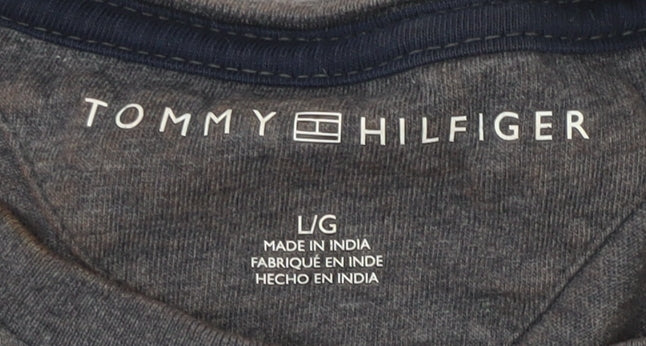 TOMMY HILFIGER
L/G
MADE IN INDIA
FABRIQUÉ EN INDE
HECHO EN INDIA